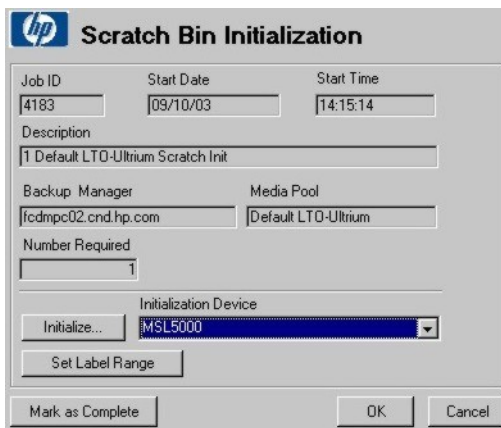 hp Scratch Bin Initialization
Job ID Start Date Start Time
4183 09/10/03 14:15:14
Description
1 Default LTO-Ultrium Scratch Init
Backup Manager Media Pool
fcdmpc02.cnd.hp.com Default LTO-Ultrium
Number Required
1
Initialization Device
Initialize... MSL5000
Set Label Range
Mark as Complete OK Cancel